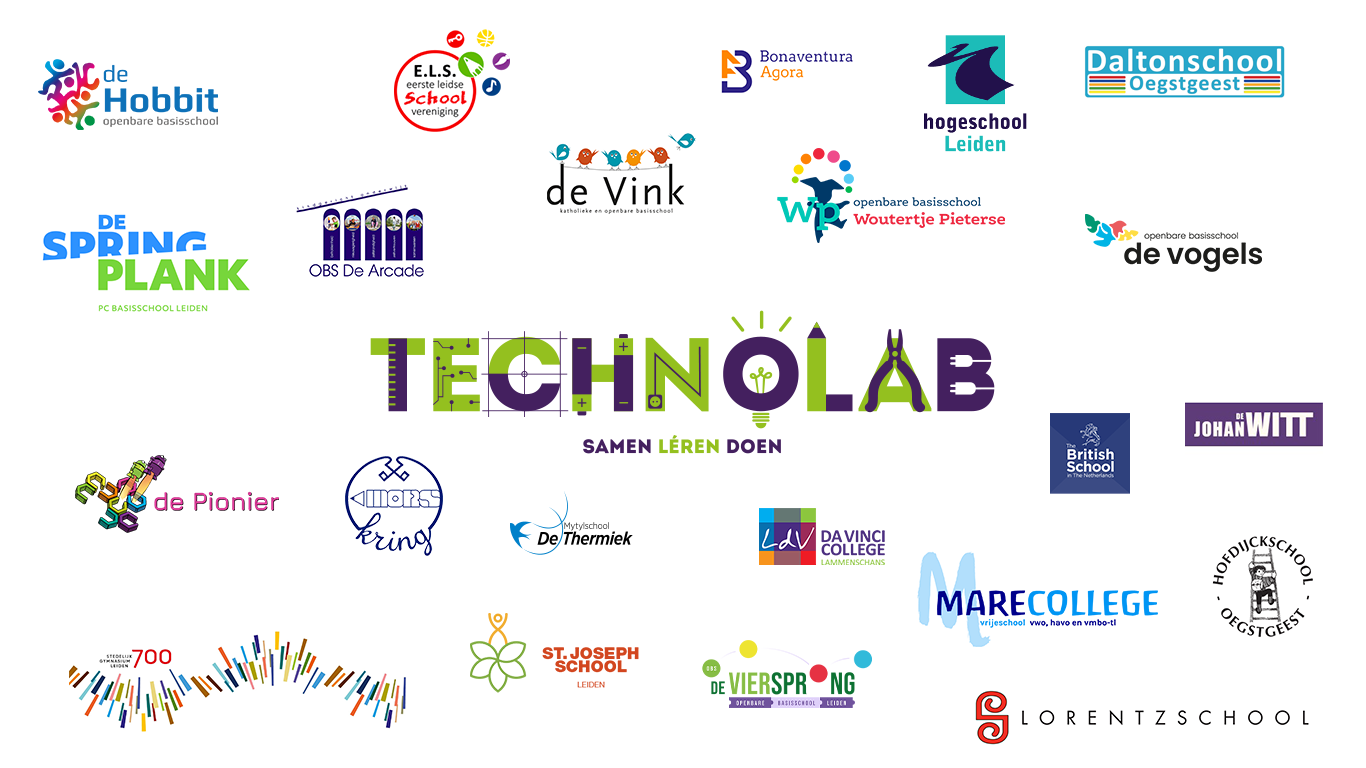 de
Hobbit
openbare basisschool
E.L.S.
eerste leidse
School
vereniging
Bonaventura
Agora
hogeschool
Leiden
Daltonschool
Oegstgeest
de Vink
katholieke en openbare basisschool
Wp
openbare basisschool
Woutertje Pieterse
DE
SPRING
PLANK
PC BASISSCHOOL LEIDEN
OBS De Arcade
openbare basisschool
de vogels
TECHNOLAB
SAMEN LÉREN DOEN
The
British
School
in The Netherlands
JOHAN DE WITT
de Pionier
MORS
kring
Mytylschool
De Thermiek
LdV
DA VINCI
COLLEGE
LAMMENSCHANS
MARECOLLEGE
vrijeschool vwo, havo en vmbo-tl
HOFDIJCKSCHOOL
- OEGSTGEEST -
STEDELIJK
GYMNASIUM
LEIDEN
700
ST. JOSEPH
SCHOOL
LEIDEN
OBS
DE VIERSPRONG
OPENBARE BASISSCHOOL LEIDEN
LORENTZSCHOOL